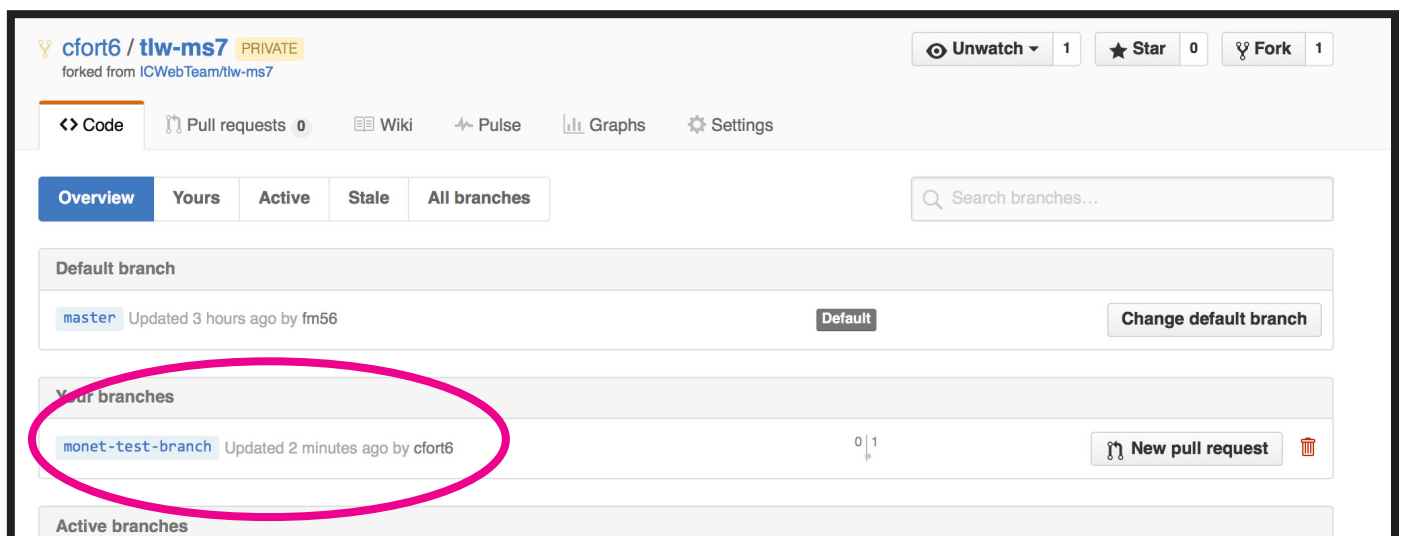 cfort6 / tlw-ms7 PRIVATE Unwatch 1 Star 0 Fork 1
forked from ICWebTeam/tlw-ms7
<> Code Pull requests 0 Wiki Pulse Graphs Settings
Overview Yours Active Stale All branches Search branches...
Default branch
master Updated 3 hours ago by fm56 Default Change default branch
Your branches
monet-test-branch Updated 2 minutes ago by cfort6 0 | 1 New pull request
Active branches